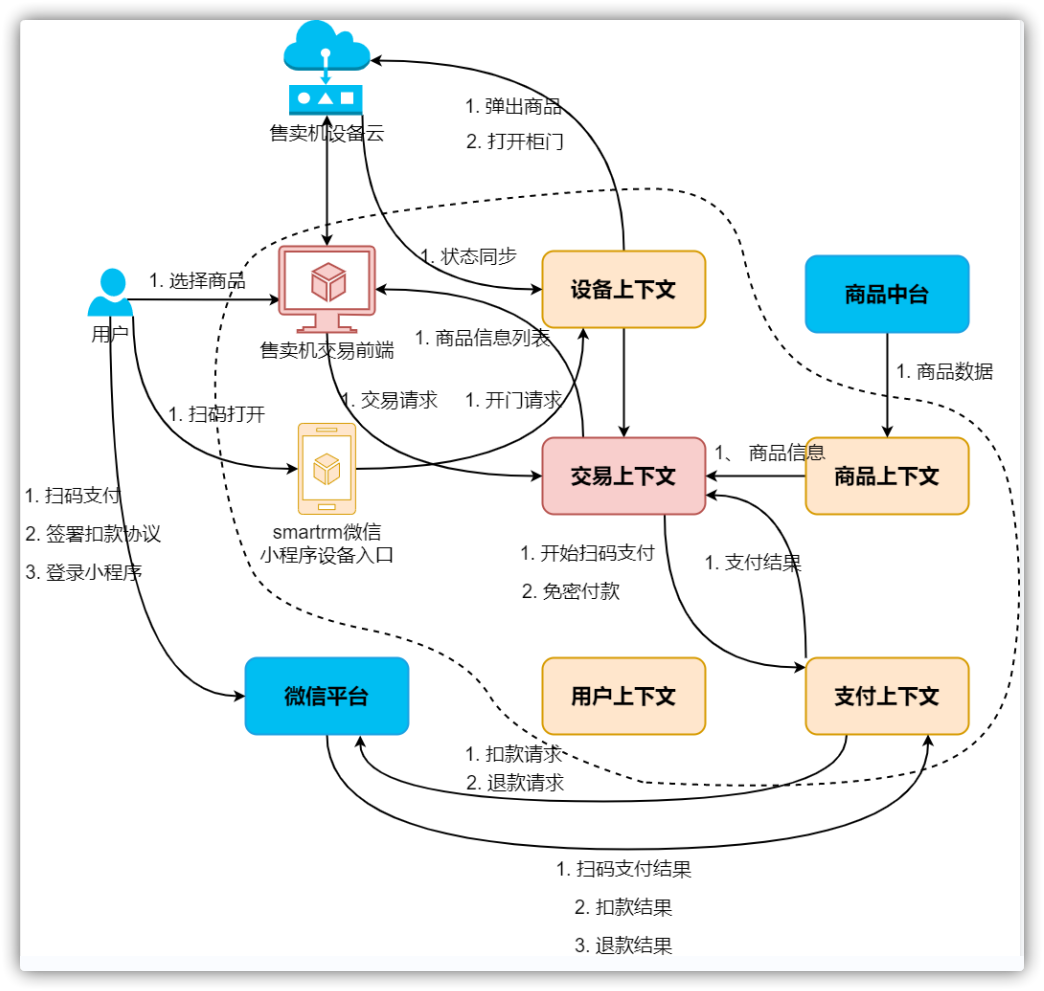 1. 弹出商品
2. 打开柜门
售卖机设备云
1. 状态同步
1. 选择商品
设备上下文
商品中台
用户
售卖机交易前端
1. 商品信息列表
1. 商品数据
1. 交易请求
1. 开门请求
1. 扫码打开
1、 商品信息
交易上下文
商品上下文
1. 扫码支付
2. 签署扣款协议
3. 登录小程序
smartrm微信
小程序设备入口
1. 开始扫码支付
2. 免密付款
1. 支付结果
微信平台
用户上下文
支付上下文
1. 扣款请求
2. 退款请求
1. 扫码支付结果
2. 扣款结果
3. 退款结果